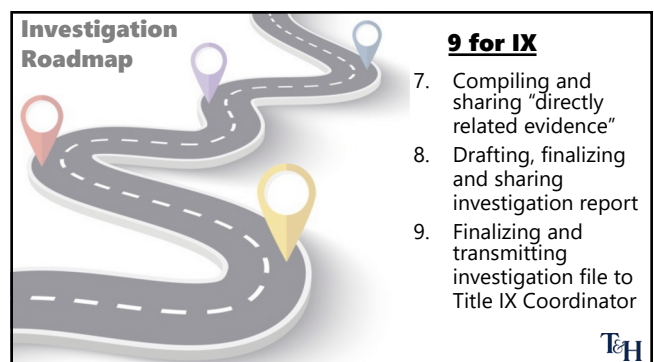 Investigation
Roadmap
9 for IX
7. Compiling and
sharing “directly
related evidence”
8. Drafting, finalizing
and sharing
investigation report
9. Finalizing and
transmitting
investigation file to
Title IX Coordinator
T&H